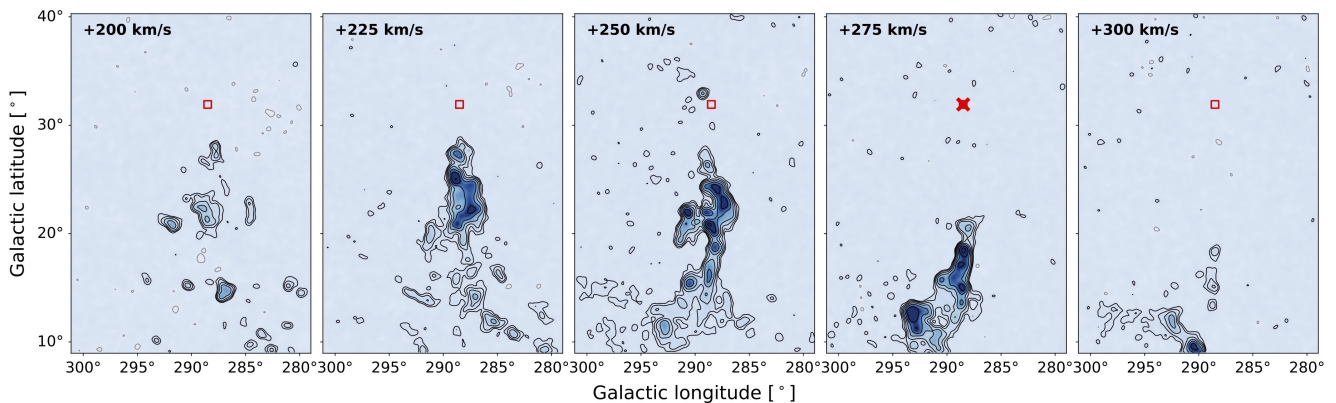 +200 km/s +225 km/s +250 km/s +275 km/s +300 km/s
40°
30°
20°
10°
Galactic latitude [°]
300° 295° 290° 285° 280° 300° 295° 290° 285° 280° 300° 295° 290° 285° 280° 300° 295° 290° 285° 280° 300° 295° 290° 285° 280°
Galactic longitude [°]